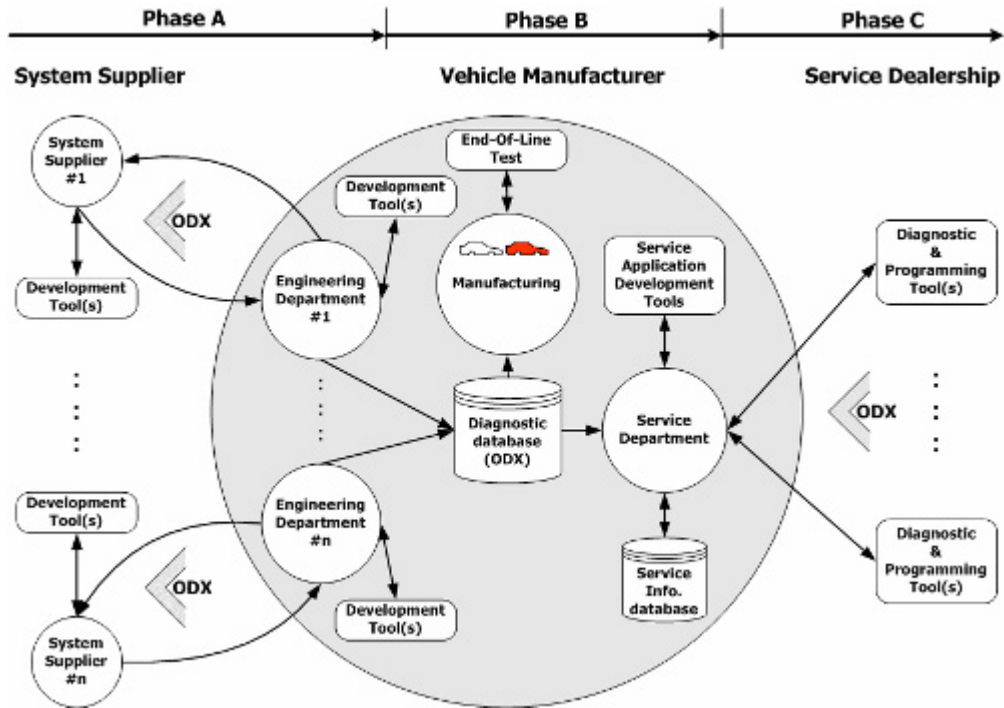 Phase A
Phase B
Phase C
System Supplier
Vehicle Manufacturer
Service Dealership
System
Supplier
#1
ODX
Development
Tool(s)
Engineering
Department
#1
Development
Tool(s)
End-Of-Line
Test
Manufacturing
Service
Application
Development
Tools
Diagnostic
&
Programming
Tool(s)
Diagnostic
database
(ODX)
Service
Department
ODX
Development
Tool(s)
ODX
System
Supplier
#n
Engineering
Department
#n
Development
Tool(s)
Service
Info.
database
Diagnostic
&
Programming
Tool(s)